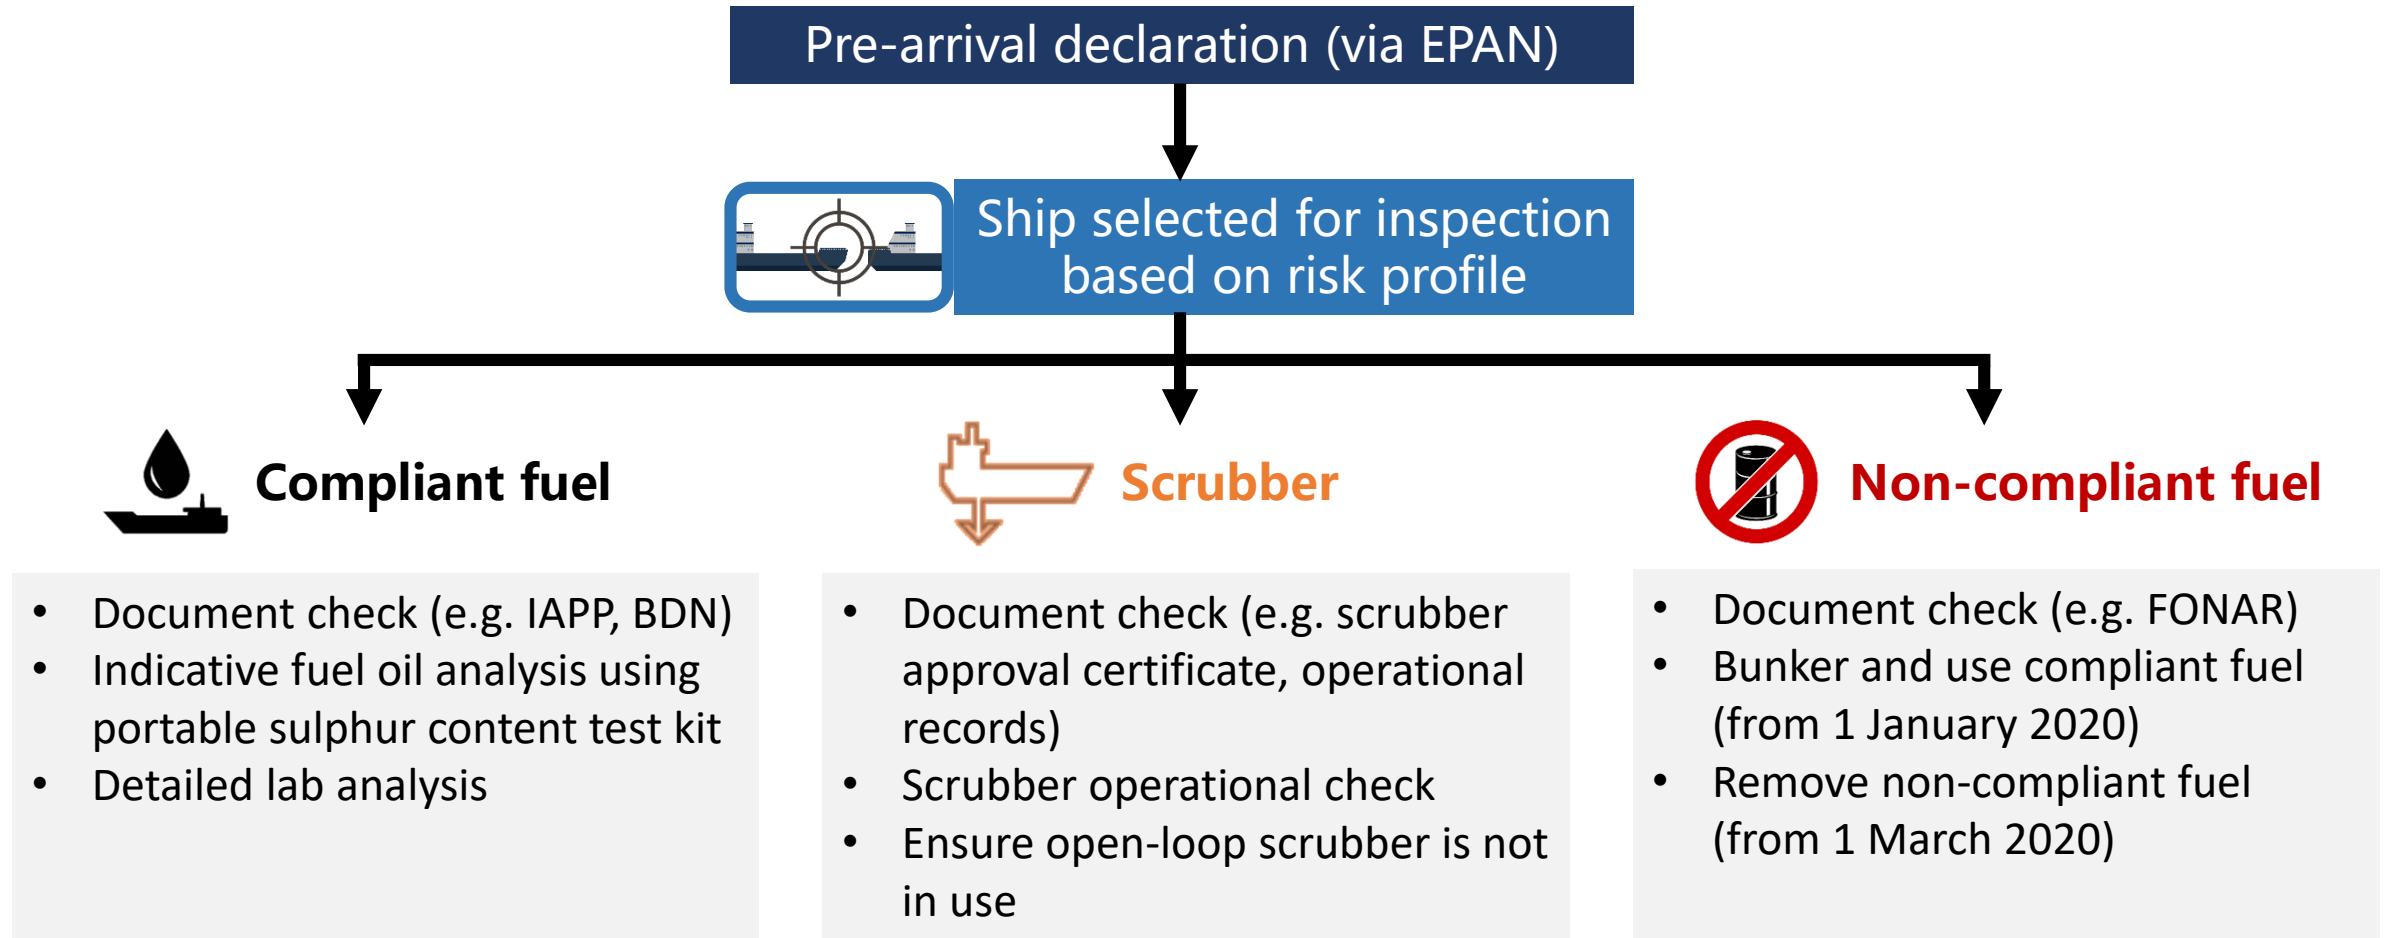 Pre-arrival declaration (via EPAN)
Ship selected for inspection
based on risk profile
Compliant fuel
• Document check (e.g. IAPP, BDN)
• Indicative fuel oil analysis using
portable sulphur content test kit
• Detailed lab analysis
Scrubber
• Document check (e.g. scrubber
approval certificate, operational
records)
• Scrubber operational check
• Ensure open-loop scrubber is not
in use
Non-compliant fuel
• Document check (e.g. FONAR)
• Bunker and use compliant fuel
(from 1 January 2020)
• Remove non-compliant fuel
(from 1 March 2020)